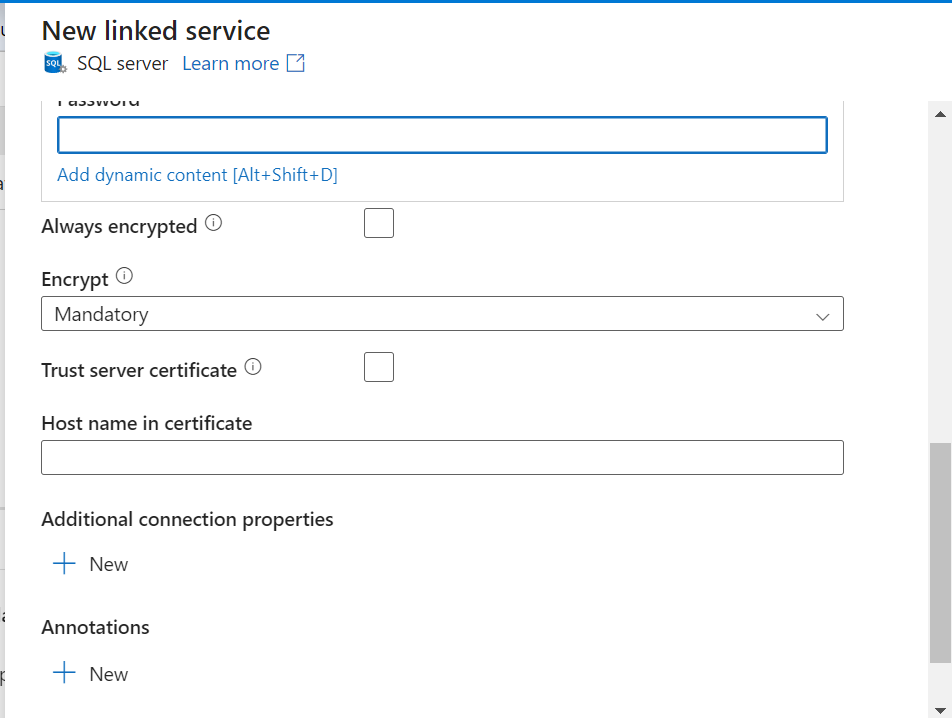 New linked service
SQL server Learn more
Password
Add dynamic content [Alt+Shift+D]
Always encrypted
Encrypt
Mandatory
Trust server certificate
Host name in certificate
Additional connection properties
New
Annotations
New